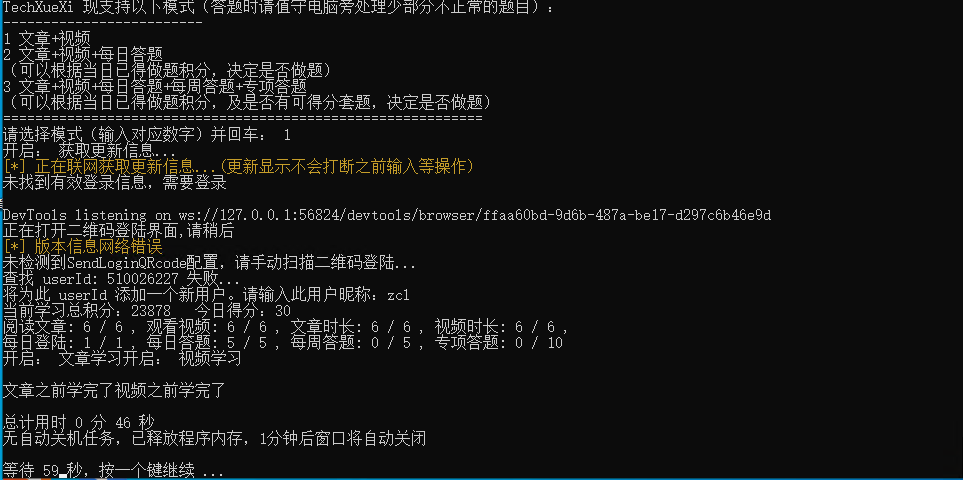 TechXueXi 现支持以下模式（答题时请值守电脑旁处理少部分不正常的题目）：
-------------------------
1 文章+视频
2 文章+视频+每日答题
（可以根据当日已得做题积分，决定是否做题）
3 文章+视频+每日答题+每周答题+专项答题
（可以根据当日已得做题积分，及是否有可得分套题，决定是否做题）
============================================================
请选择模式（输入对应数字）并回车： 1
开启： 获取更新信息...
[*] 正在联网获取更新信息...(更新显示不会打断之前输入等操作)
未找到有效登录信息，需要登录
DevTools listening on ws://127.0.0.1:56824/devtools/browser/ffaa60bd-9d6b-487a-be17-d297c6b46e9d
正在打开二维码登陆界面,请稍后
[*] 版本信息网络错误
未检测到SendLoginQRcode配置，请手动扫描二维码登陆...
查找 userId: 510026227 失败...
将为此 userId 添加一个新用户。请输入此用户昵称：zcl
当前学习总积分：23878 今日得分：30
阅读文章: 6 / 6 , 观看视频: 6 / 6 , 文章时长: 6 / 6 , 视频时长: 6 / 6 ,
每日登陆: 1 / 1 , 每日答题: 5 / 5 , 每周答题: 0 / 5 , 专项答题: 0 / 10
开启： 文章学习开启： 视频学习
文章之前学完了视频之前学完了
总计用时 0 分 46 秒
无自动关机任务，已释放程序内存，1分钟后窗口将自动关闭
等待 59 秒，按一个键继续 ...